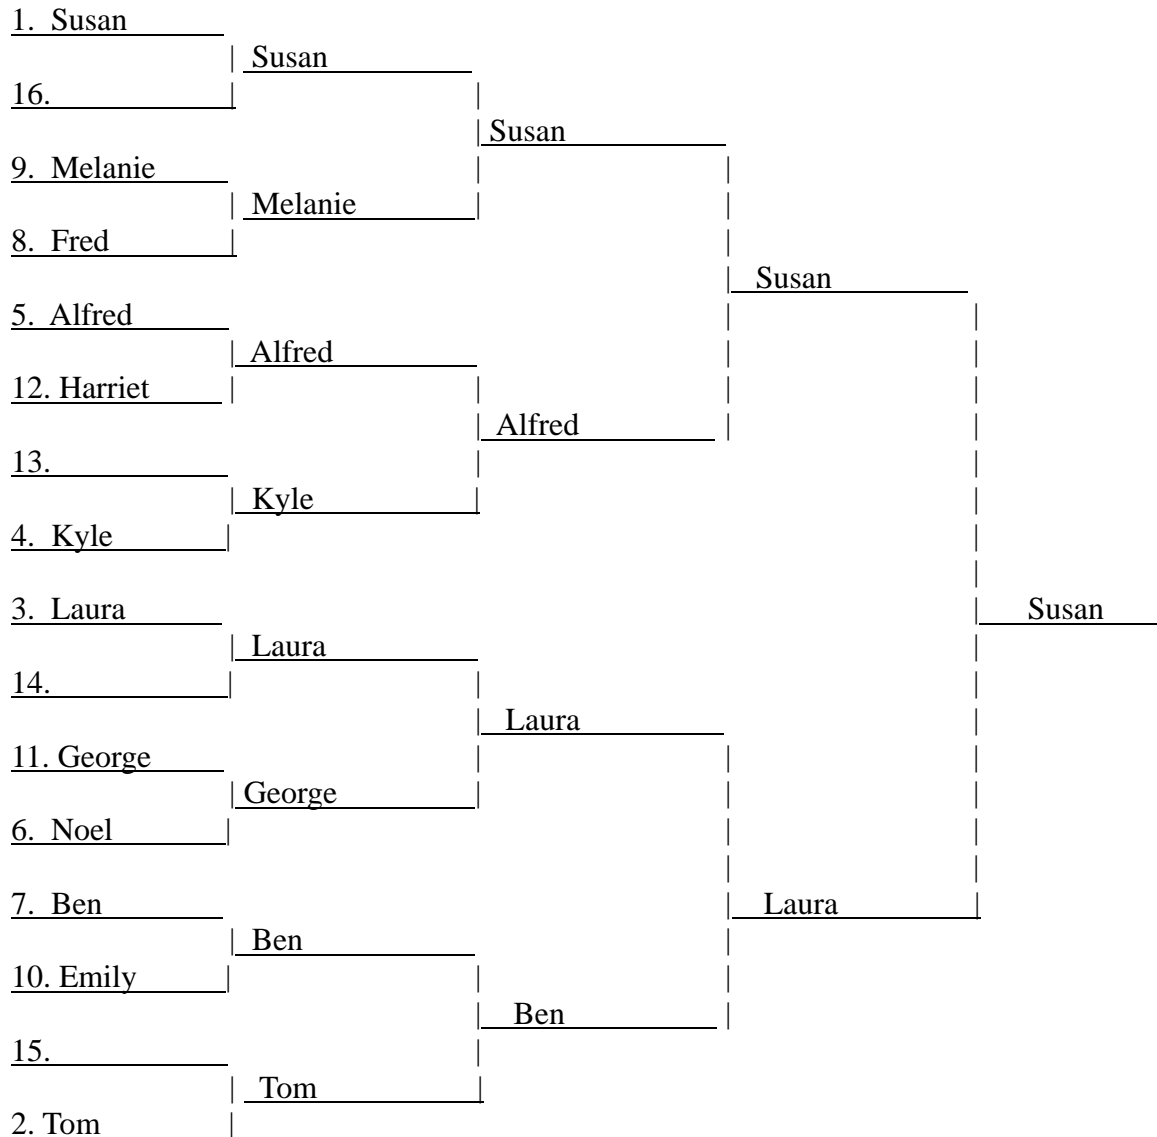 1. Susan
Susan
16.
Susan
9. Melanie
Melanie
8. Fred
Susan
5. Alfred
Alfred
12. Harriet
Alfred
13.
Kyle
4. Kyle
3. Laura
Susan
Laura
14.
Laura
11. George
George
6. Noel
7. Ben
Laura
Ben
10. Emily
Ben
15.
Tom
2. Tom